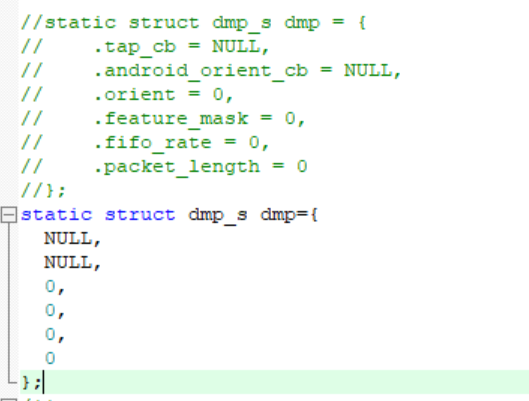 //static struct dmp_s dmp = {
//    .tap_cb = NULL,
//    .android_orient_cb = NULL,
//    .orient = 0,
//    .feature_mask = 0,
//    .fifo_rate = 0,
//    .packet_length = 0
//};
static struct dmp_s dmp={
  NULL,
  NULL,
  0,
  0,
  0,
  0
};